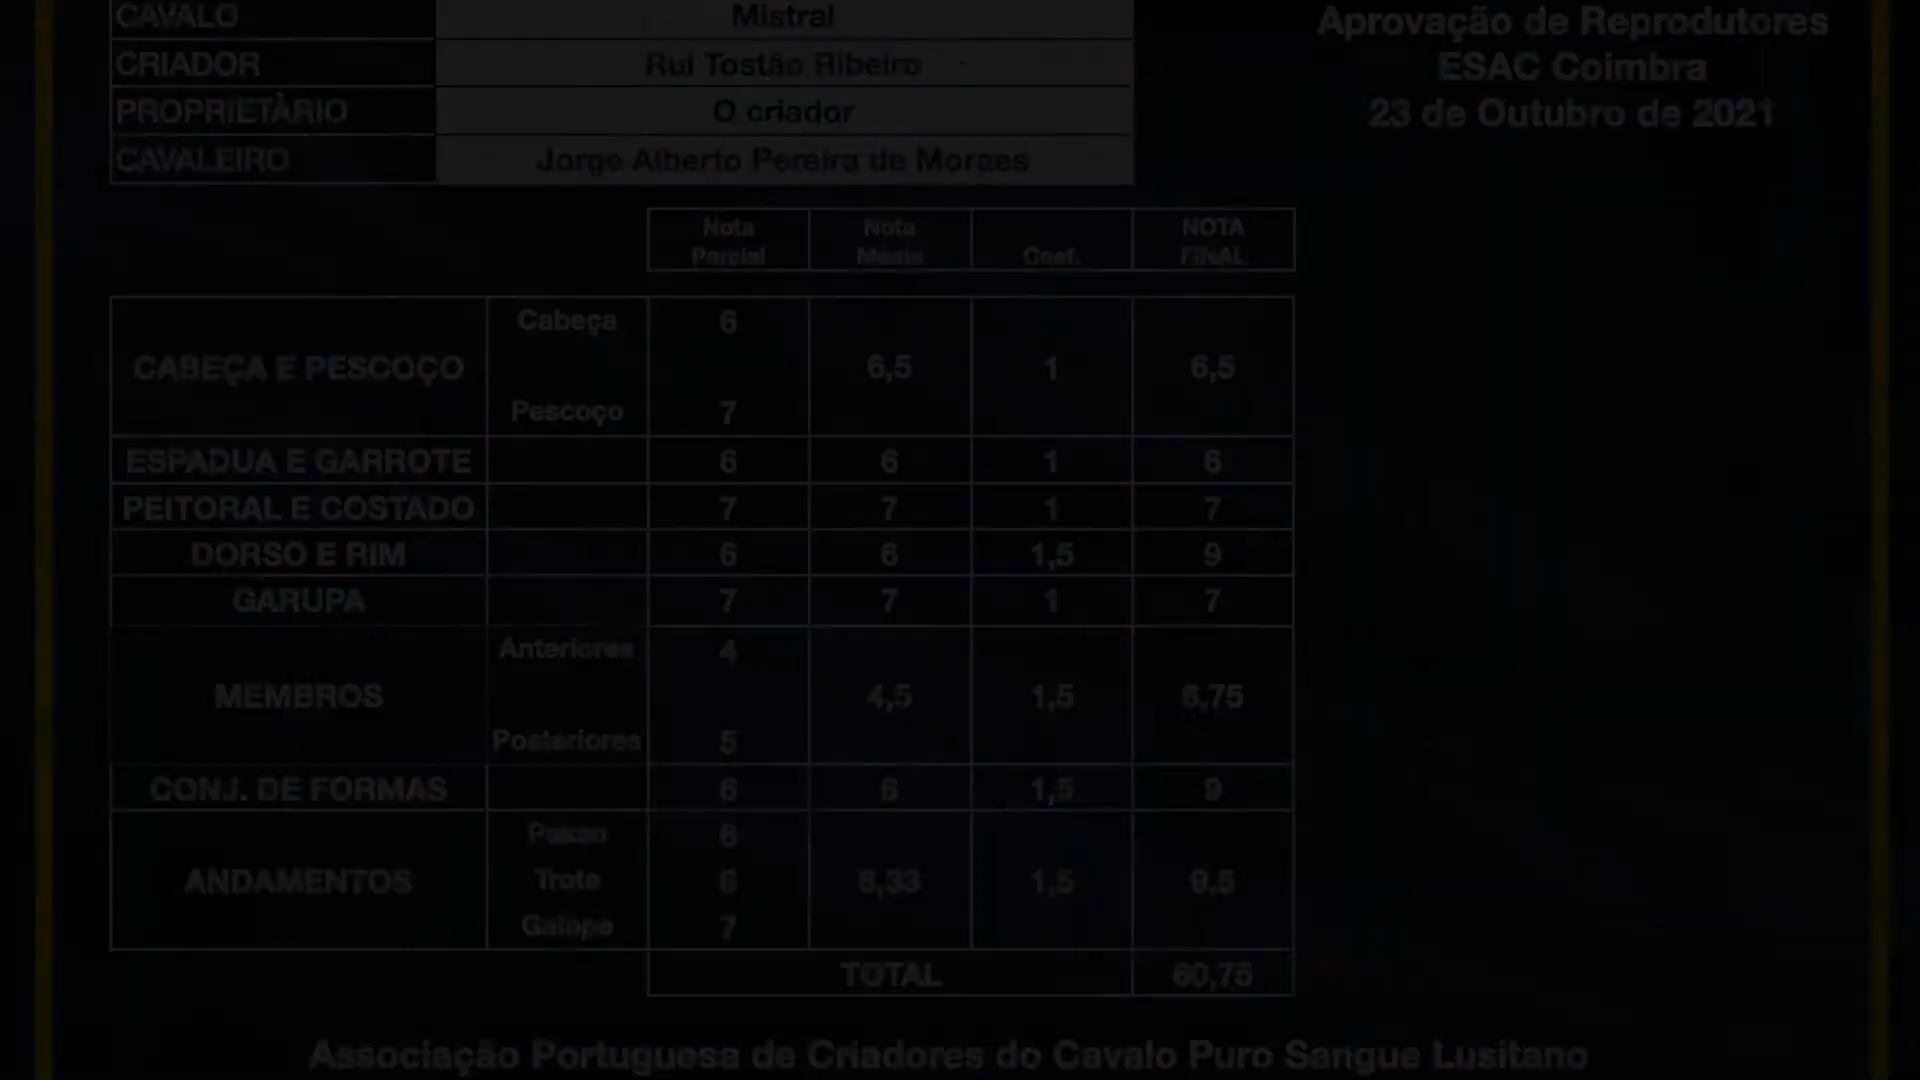 CAVALO Mistral
CRIADOR Rui Tostão Ribeiro
PROPRIETÀRIO O criador
CAVALEIRO Jorge Alberto Pereira de Moraes
Aprovação de Reprodutores
ESAC Coimbra
23 de Outubro de 2021
Nota Parcial Nota Média Coef. NOTA FINAL
CABEÇA E PESCOÇO Cabeça 6 6,5 1 6,5
Pescoço 7
ESPADUA E GARROTE 6 6 1 6
PEITORAL E COSTADO 7 7 1 7
DORSO E RIM 6 6 1,5 9
GARUPA 7 7 1 7
MEMBROS Anteriores 4 4,5 1,5 6,75
Posteriores 5
CONJ. DE FORMAS 6 6 1,5 9
ANDAMENTOS Passo 6 6,33 1,5 9,5
Trote 6
Galope 7
TOTAL 60,75
Associação Portuguesa de Criadores do Cavalo Puro Sangue Lusitano